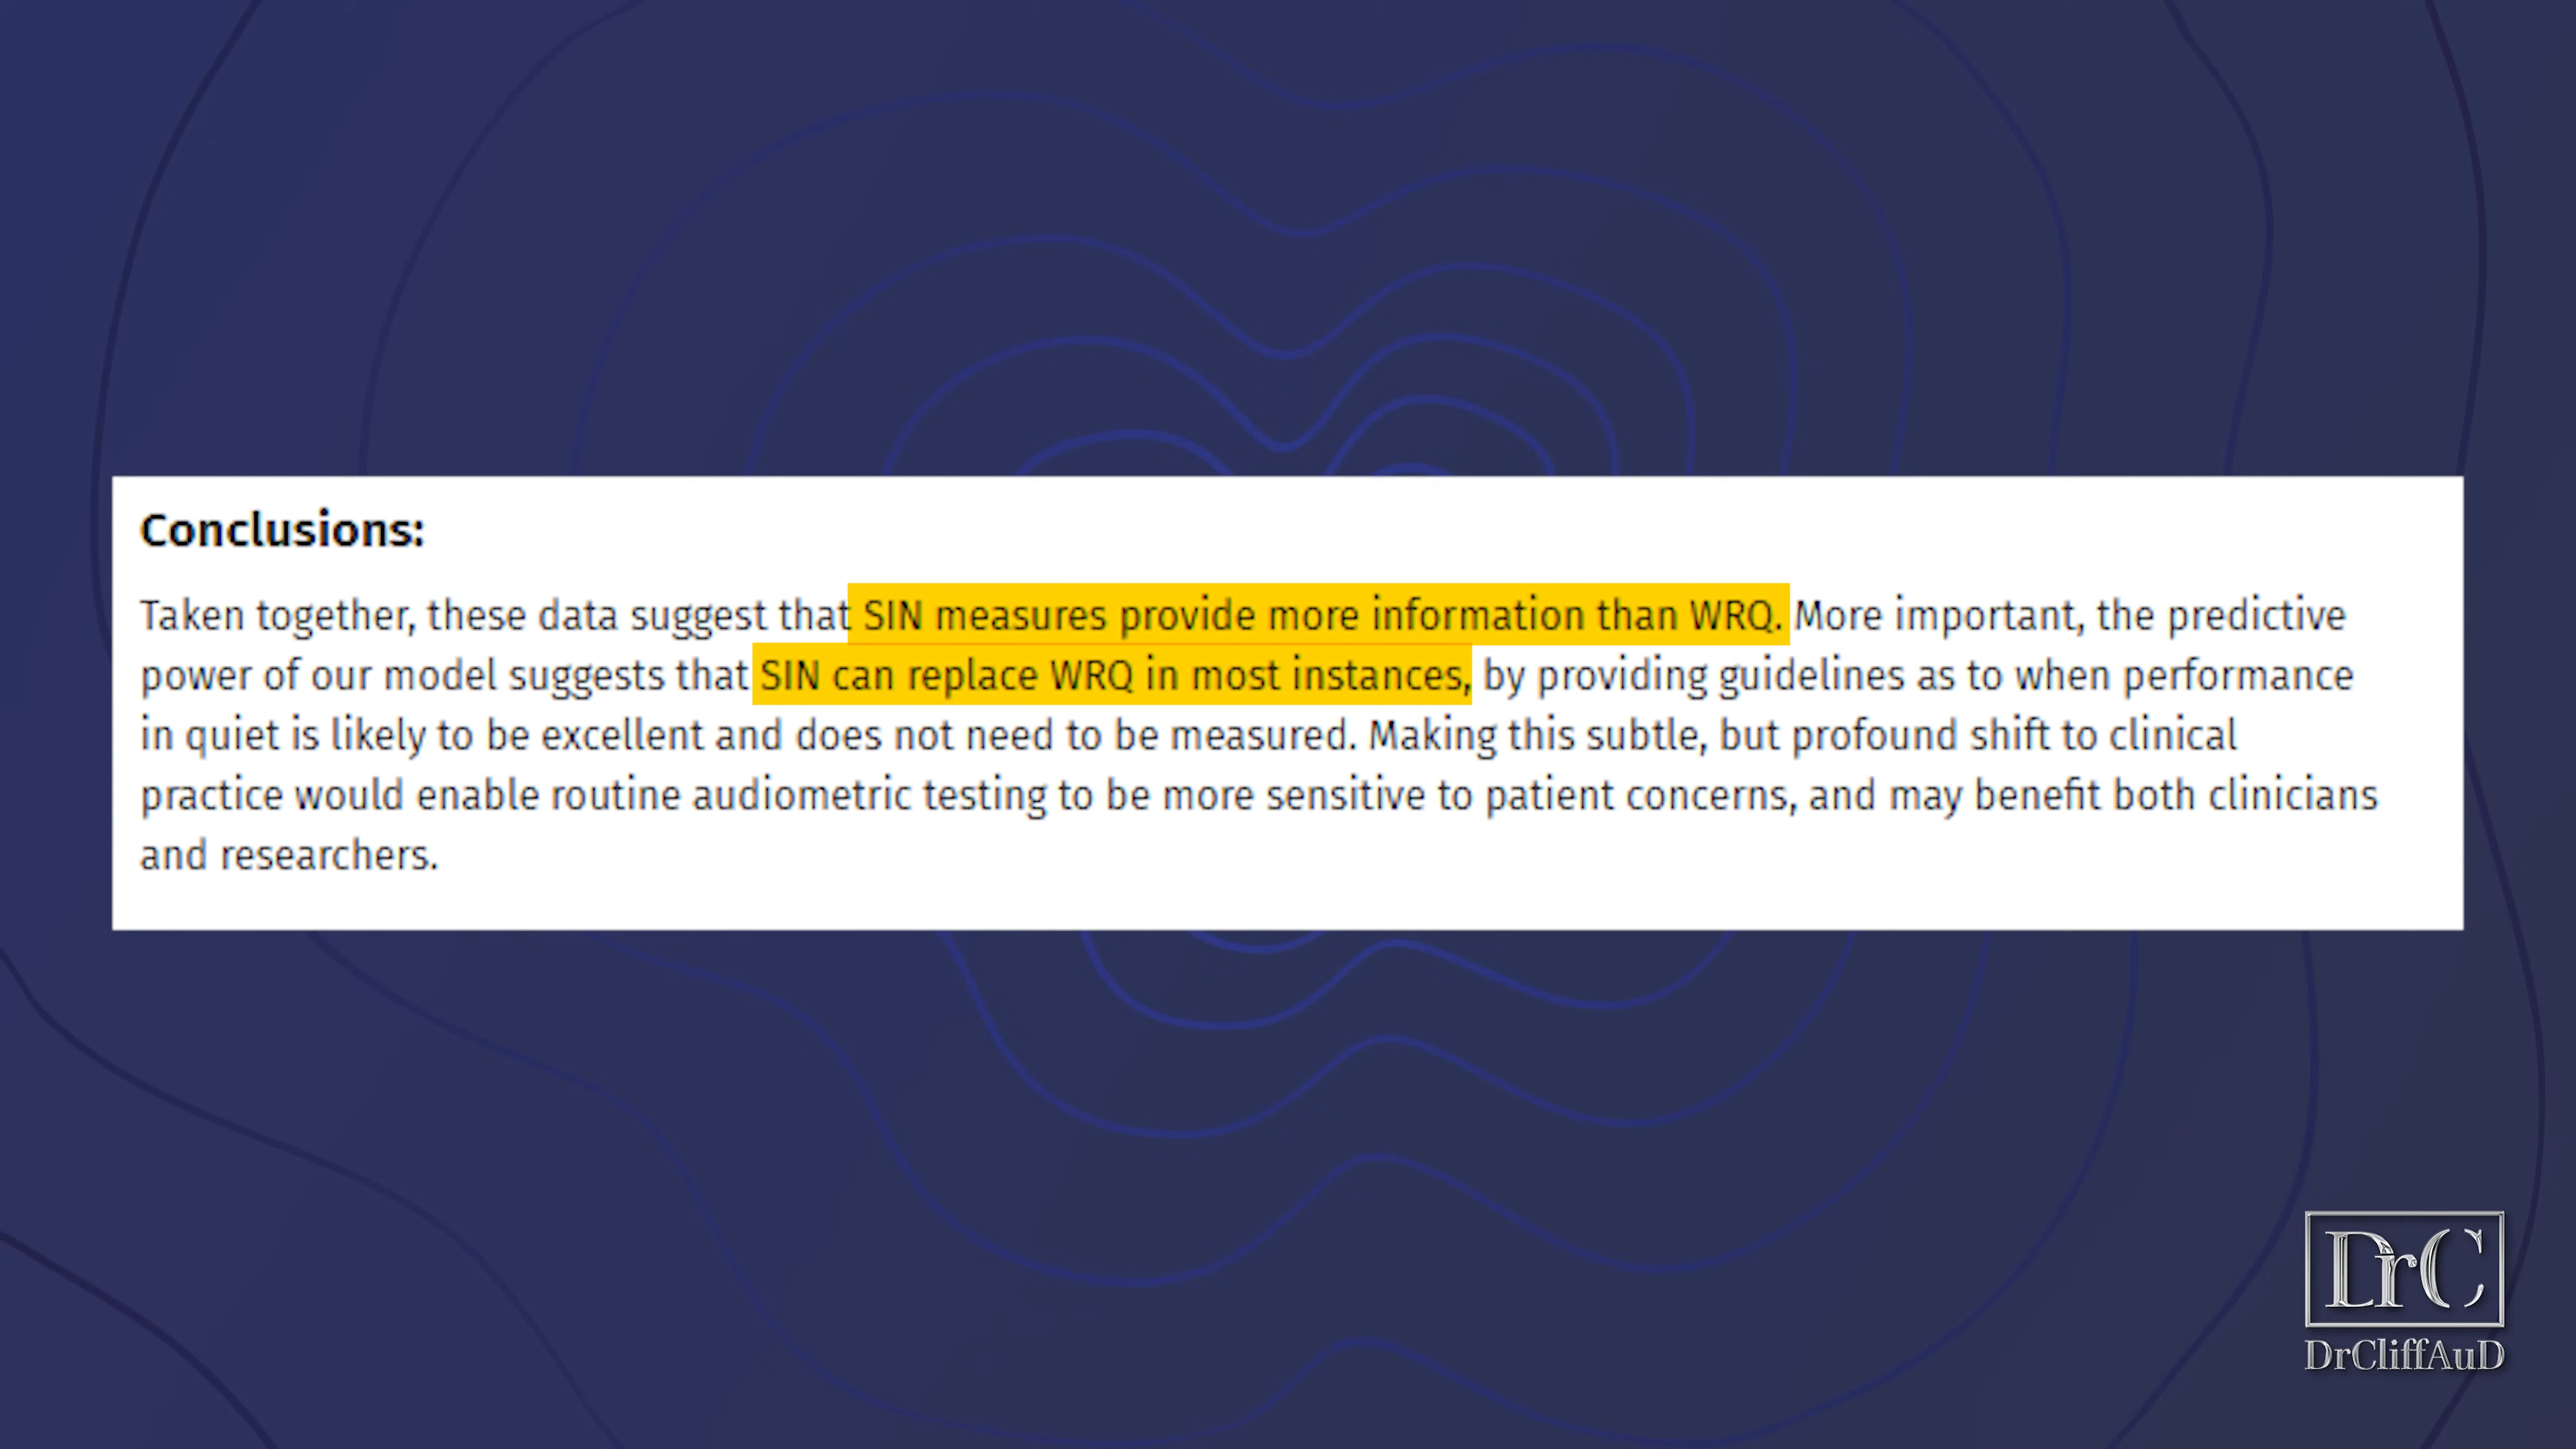 Conclusions:
Taken together, these data suggest that SIN measures provide more information than WRQ. More important, the predictive
power of our model suggests that SIN can replace WRQ in most instances, by providing guidelines as to when performance
in quiet is likely to be excellent and does not need to be measured. Making this subtle, but profound shift to clinical
practice would enable routine audiometric testing to be more sensitive to patient concerns, and may benefit both clinicians
and researchers.
DrC
DrCliffAuD